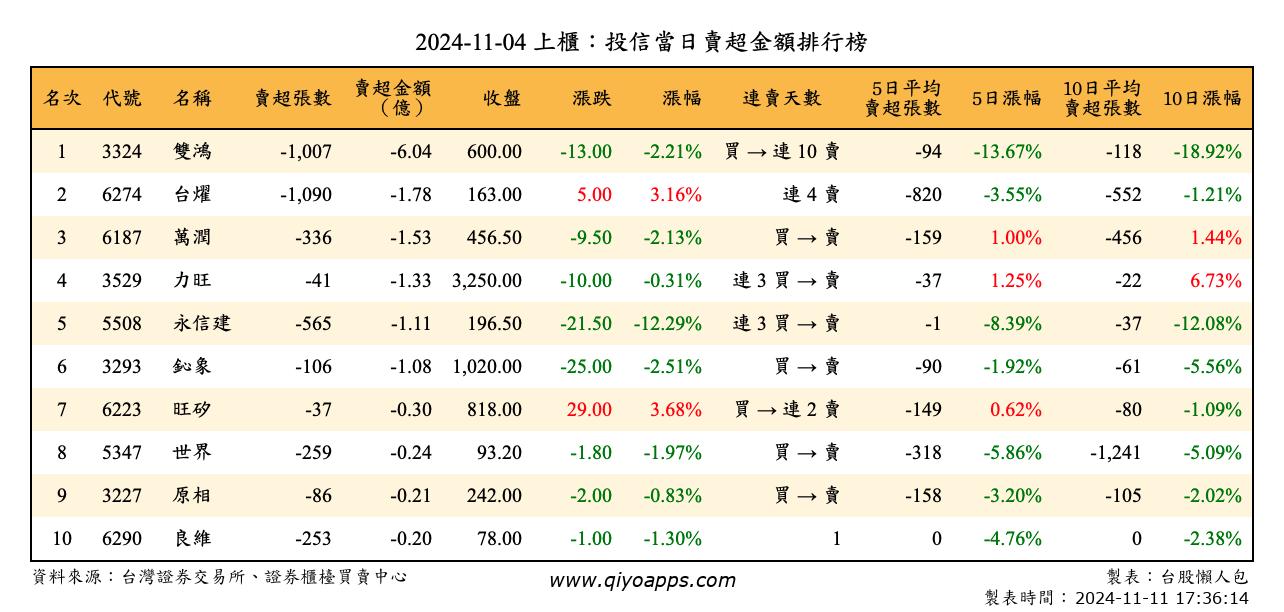 2024-11-04 上櫃：投信當日賣超金額排行榜
名次 代號 名稱 賣超張數 賣超金額（億） 收盤 漲跌 漲幅 連賣天數 5日平均賣超張數 5日漲幅 10日平均賣超張數 10日漲幅
1 3324 雙鴻 -1,007 -6.04 600.00 -13.00 -2.21% 買 → 連 10 賣 -94 -13.67% -118 -18.92%
2 6274 台燿 -1,090 -1.78 163.00 5.00 3.16% 連 4 賣 -820 -3.55% -552 -1.21%
3 6187 萬潤 -336 -1.53 456.50 -9.50 -2.13% 買 → 賣 -159 1.00% -456 1.44%
4 3529 力旺 -41 -1.33 3,250.00 -10.00 -0.31% 連 3 買 → 賣 -37 1.25% -22 6.73%
5 5508 永信建 -565 -1.11 196.50 -21.50 -12.29% 連 3 買 → 賣 -1 -8.39% -37 -12.08%
6 3293 鈊象 -106 -1.08 1,020.00 -25.00 -2.51% 買 → 賣 -90 -1.92% -61 -5.56%
7 6223 旺矽 -37 -0.30 818.00 29.00 3.68% 買 → 連 2 賣 -149 0.62% -80 -1.09%
8 5347 世界 -259 -0.24 93.20 -1.80 -1.97% 買 → 賣 -318 -5.86% -1,241 -5.09%
9 3227 原相 -86 -0.21 242.00 -2.00 -0.83% 買 → 賣 -158 -3.20% -105 -2.02%
10 6290 良維 -253 -0.20 78.00 -1.00 -1.30% 1 0 -4.76% 0 -2.38%
資料來源：台灣證券交易所、證券櫃檯買賣中心 www.qiyoapps.com 製表：台股懶人包
製表時間：2024-11-11 17:36:14